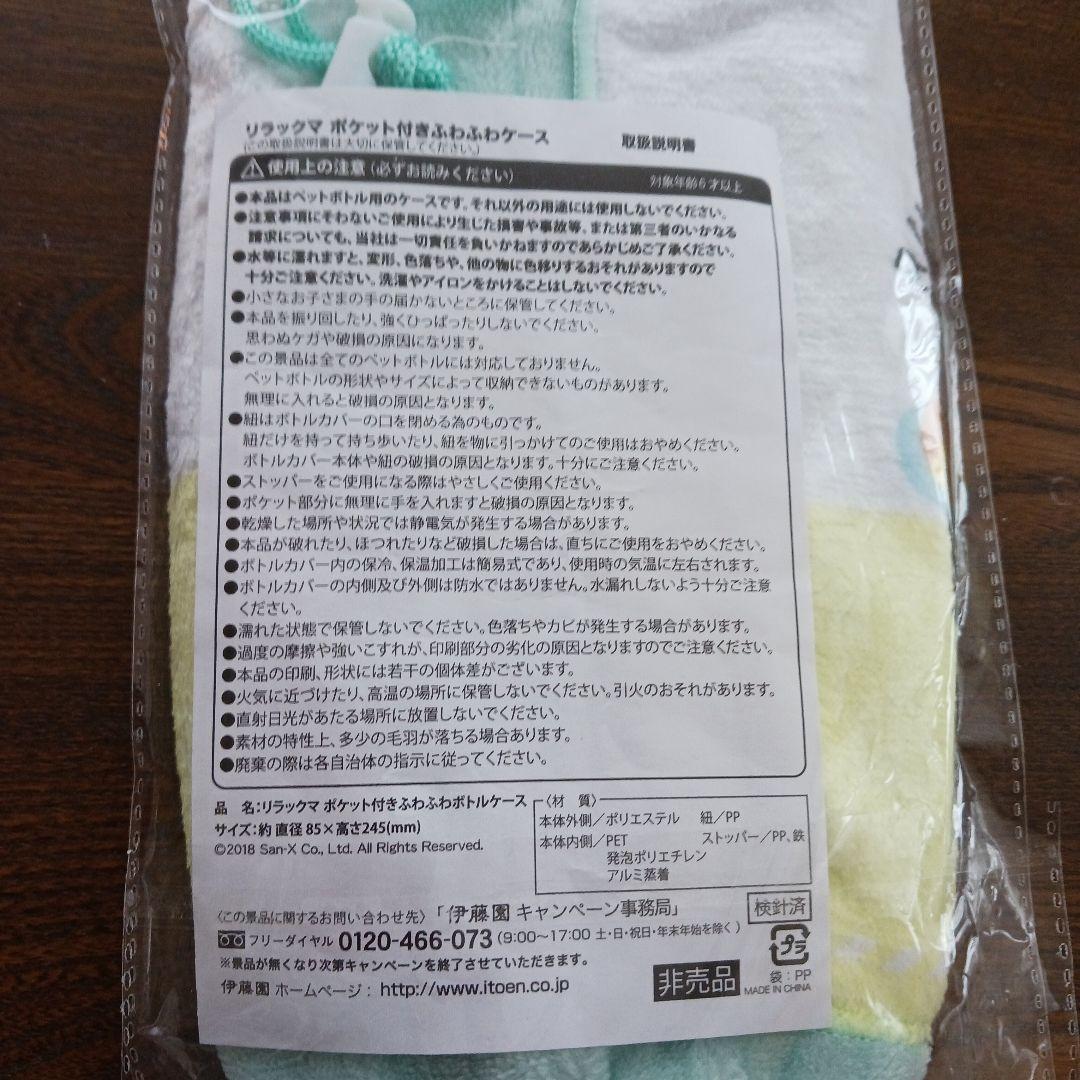 リラックマ ポケット付きふわふわケース 取扱説明書
(この取扱説明書は大切に保管してください。)
使用上の注意 (必ずお読みください) 対象年齢6才以上
●本品はペットボトル用のケースです。それ以外の用途には使用しないでください。
●注意事項にそわないご使用により生じた損害や事故等、または第三者のいかなる
請求についても、当社は一切責任を負いかねますのであらかじめご了承ください。
●水等に濡れますと、変形、色落ちや、他の物に色移りするおそれがありますので
十分ご注意ください。洗濯やアイロンをかけることはしないでください。
●小さなお子さまの手の届かないところに保管してください。
●本品を振り回したり、強くひっぱったりしないでください。
思わぬケガや破損の原因になります。
●この景品は全てのペットボトルには対応しておりません。
ペットボトルの形状やサイズによって収納できないものがあります。
無理に入れると破損の原因となります。
●紐はボトルカバーの口を閉める為のものです。
紐だけを持って持ち歩いたり、紐を物に引っかけてのご使用はおやめください。
ボトルカバー本体や紐の破損の原因となります。十分にご注意ください。
●ストッパーをご使用になる際はやさしくご使用ください。
●ポケット部分に無理に手を入れますと破損の原因となります。
●乾燥した場所や状況では静電気が発生する場合があります。
●本品が破れたり、ほつれたりなど破損した場合は、直ちにご使用をおやめください。
●ボトルカバー内の保冷、保温加工は簡易式であり、使用時の気温に左右されます。
●ボトルカバーの内側及び外側は防水ではありません。水漏れしないよう十分ご注意
ください。
●濡れた状態で保管しないでください。色落ちやカビが発生する場合があります。
●過度の摩擦や強いこすれが、印刷部分の劣化の原因となりますのでご注意ください。
●本品の印刷、形状には若干の個体差がございます。
●火気に近づけたり、高温の場所に保管しないでください。引火のおそれがあります。
●直射日光があたる場所に放置しないでください。
●素材の特性上、多少の毛羽が落ちる場合あります。
●廃棄の際は各自治体の指示に従ってください。
品 名:リラックマ ポケット付きふわふわボトルケース
サイズ:約 直径 85×高さ245(mm)
©2018 San-X Co., Ltd. All Rights Reserved.
〈材 質〉
本体外側/ポリエステル 紐/PP
本体内側/PET ストッパー/PP、鉄
発泡ポリエチレン
アルミ蒸着
〈この景品に関するお問い合わせ先〉「伊藤園 キャンペーン事務局」 検針済
フリーダイヤル 0120-466-073 (9:00〜17:00 土・日・祝日・年末年始を除く)
※景品が無くなり次第キャンペーンを終了させていただきます。
伊藤園 ホームページ : http://www.itoen.co.jp
非売品
プラ
袋:PP
MADE IN CHINA